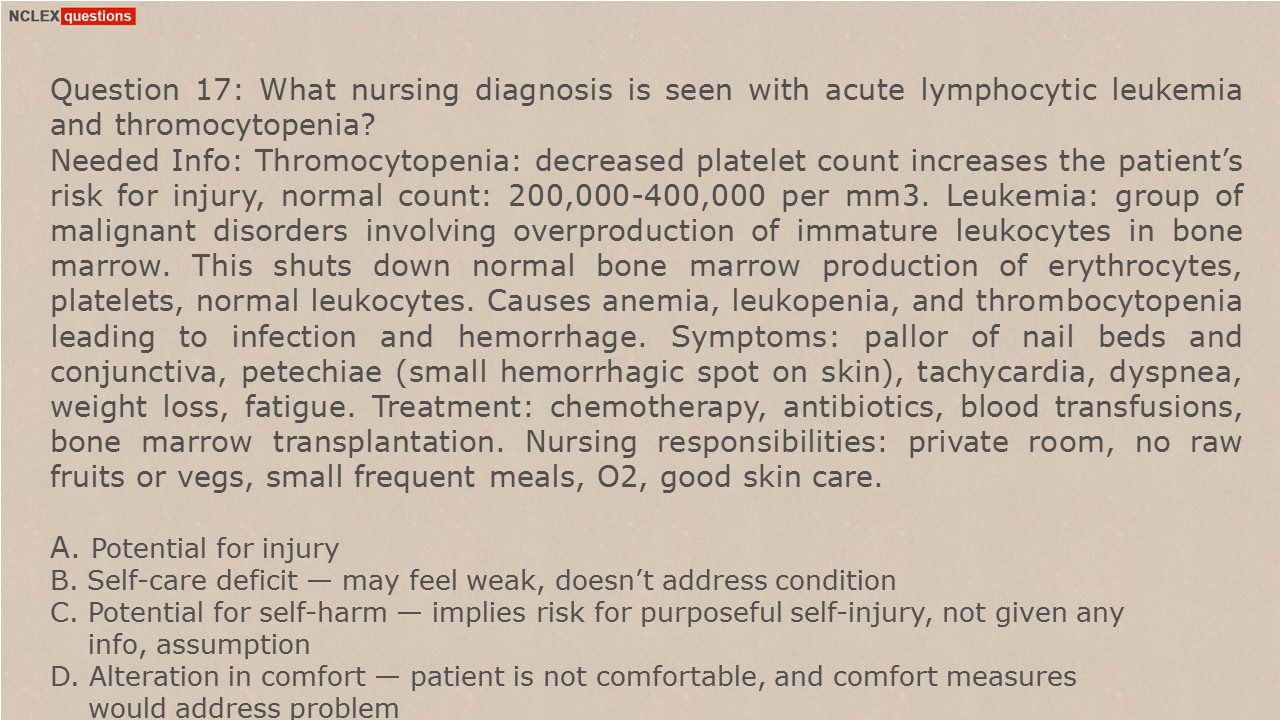 NCLEX questions
Question 17: What nursing diagnosis is seen with acute lymphocytic leukemia
and thromocytopenia?
Needed Info: Thromocytopenia: decreased platelet count increases the patient’s
risk for injury, normal count: 200,000-400,000 per mm3. Leukemia: group of
malignant disorders involving overproduction of immature leukocytes in bone
marrow. This shuts down normal bone marrow production of erythrocytes,
platelets, normal leukocytes. Causes anemia, leukopenia, and thrombocytopenia
leading to infection and hemorrhage. Symptoms: pallor of nail beds and
conjunctiva, petechiae (small hemorrhagic spot on skin), tachycardia, dyspnea,
weight loss, fatigue. Treatment: chemotherapy, antibiotics, blood transfusions,
bone marrow transplantation. Nursing responsibilities: private room, no raw
fruits or vegs, small frequent meals, O2, good skin care.
A. Potential for injury
B. Self-care deficit — may feel weak, doesn’t address condition
C. Potential for self-harm — implies risk for purposeful self-injury, not given any
info, assumption
D. Alteration in comfort — patient is not comfortable, and comfort measures
would address problem